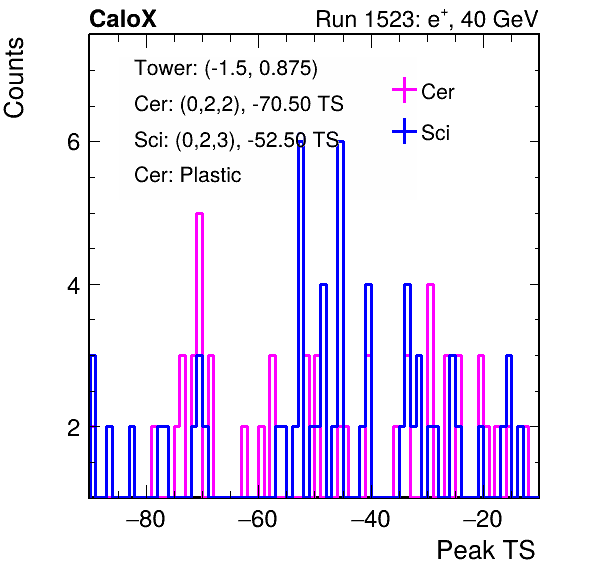 CaloX Run 1523: e⁺, 40 GeV
Counts
Tower: (-1.5, 0.875)
Cer: (0,2,2), -70.50 TS
Sci: (0,2,3), -52.50 TS
Cer: Plastic
Cer
Sci
6
4
2
−80 −60 −40 −20
Peak TS